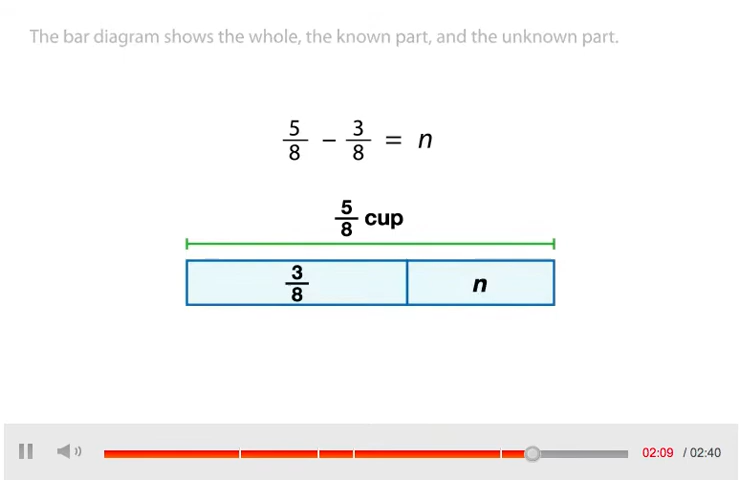 The bar diagram shows the whole, the known part, and the unknown part.
5/8 − 3/8 = n
5/8 cup
3/8 n
02:09 / 02:40